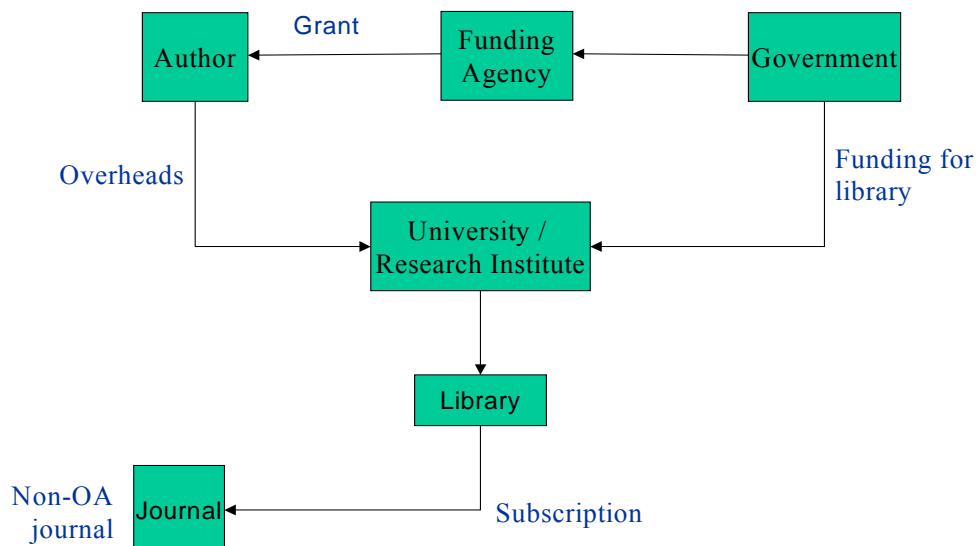 Grant
Author
Funding
Agency
Government
Overheads
Funding for
library
University /
Research Institute
Library
Non-OA
journal
Journal
Subscription